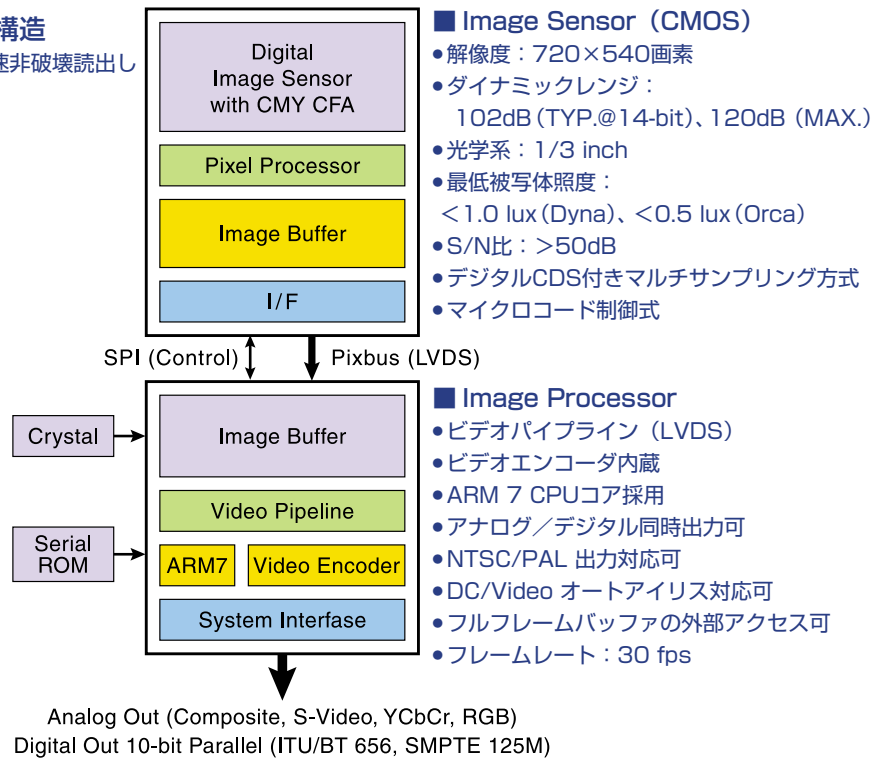 構造
速非破壊読出し
Digital
Image Sensor
with CMY CFA
Pixel Processor
Image Buffer
I/F
SPI (Control)
Pixbus (LVDS)
■ Image Sensor（CMOS）
●解像度：720×540画素
●ダイナミックレンジ：
102dB（TYP.@14-bit）、120dB（MAX.）
●光学系：1/3 inch
●最低被写体照度：
＜1.0 lux（Dyna）、＜0.5 lux（Orca）
●S/N比：＞50dB
●デジタルCDS付きマルチサンプリング方式
●マイクロコード制御式
Crystal
Serial
ROM
Image Buffer
Video Pipeline
ARM7
Video Encoder
System Interfase
■ Image Processor
●ビデオパイプライン（LVDS）
●ビデオエンコーダ内蔵
●ARM 7 CPUコア採用
●アナログ／デジタル同時出力可
●NTSC/PAL 出力対応可
●DC/Video オートアイリス対応可
●フルフレームバッファの外部アクセス可
●フレームレート：30 fps
Analog Out (Composite, S-Video, YCbCr, RGB)
Digital Out 10-bit Parallel (ITU/BT 656, SMPTE 125M)